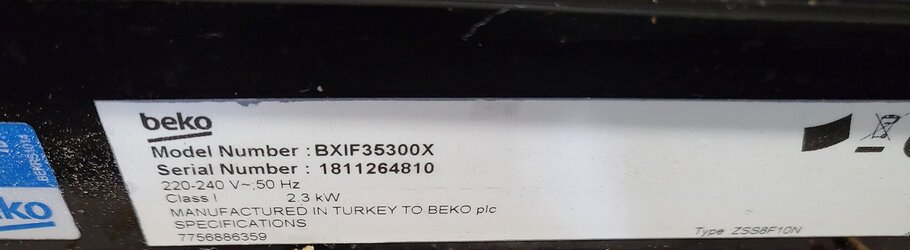 beko
Model Number : BXIF35300X
Serial Number : 1811264810
220-240 V~;50 Hz
Class I 2.3 kW
MANUFACTURED IN TURKEY TO BEKO plc
SPECIFICATIONS
7756886359
Type ZSS8F10N
eko